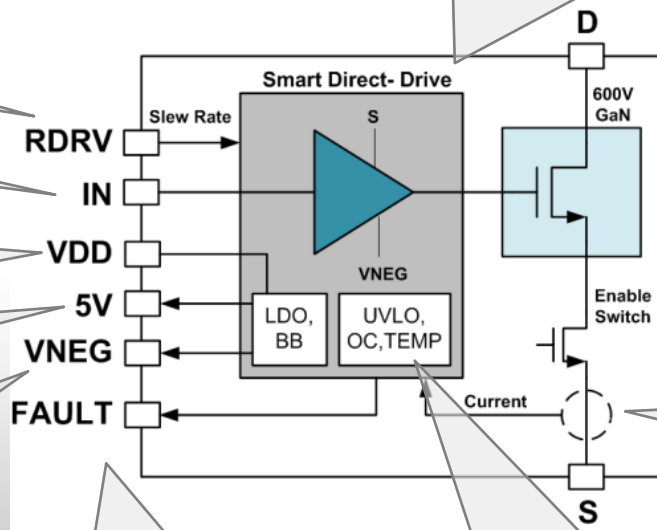 D
Smart Direct- Drive
600V
GaN
Slew Rate
RDRV
S
IN
VDD
VNEG
5V
LDO,
BB
UVLO,
OC,TEMP
Enable
Switch
VNEG
FAULT
Current
S